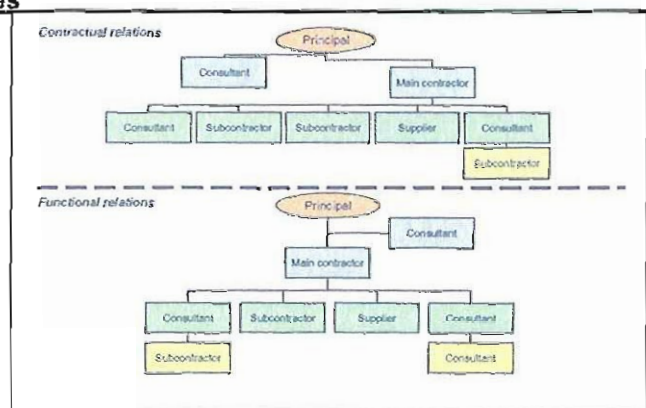 es
Contractual relations
Principal
Consultant
Main contractor
Consultant Subcontractor Subcontractor Supplier Consultant
Subcontractor
Functional relations
Principal
Consultant
Main contractor
Consultant Subcontractor Supplier Consultant
Subcontractor Consultant